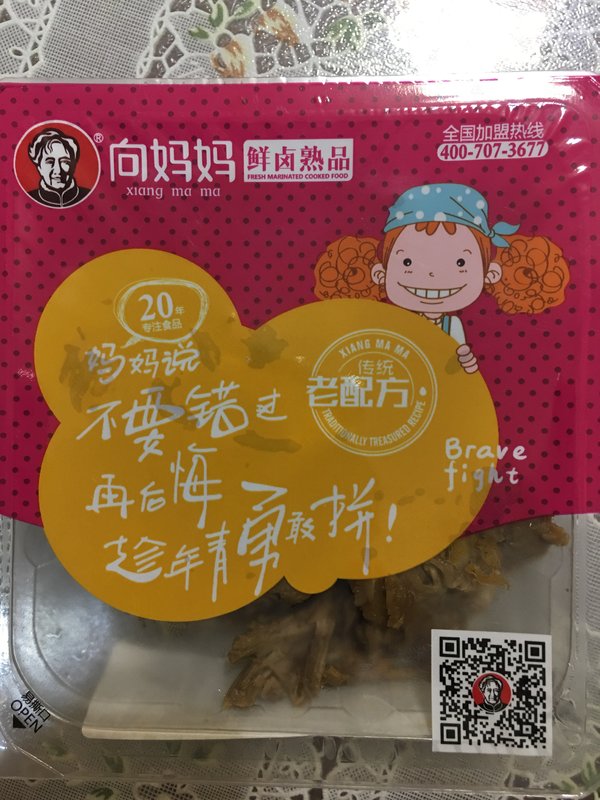 向妈妈®
xiang ma ma
鲜卤熟品
FRESH MARINATED COOKED FOOD
全国加盟热线
400-707-3677
20年
专注食品
妈妈说
不要错过
再后悔
趁年青勇敢拼!
XIANG MA MA
传统
老配方
TRADITIONALLY TREASURED RECIPE
Brave
fight
易撕口
OPEN